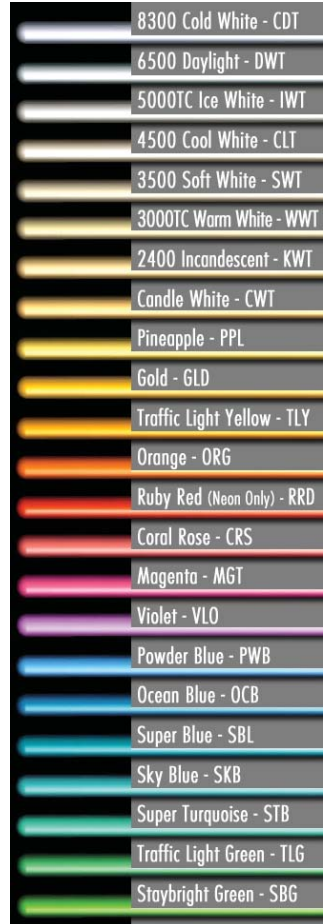 8300 Cold White - CDT
6500 Daylight - DWT
5000TC Ice White - IWT
4500 Cool White - CLT
3500 Soft White - SWT
3000TC Warm White - WWT
2400 Incandescent - KWT
Candle White - CWT
Pineapple - PPL
Gold - GLD
Traffic Light Yellow - TLY
Orange - ORG
Ruby Red (Neon Only) - RRD
Coral Rose - CRS
Magenta - MGT
Violet - VLO
Powder Blue - PWB
Ocean Blue - OCB
Super Blue - SBL
Sky Blue - SKB
Super Turquoise - STB
Traffic Light Green - TLG
Staybright Green - SBG